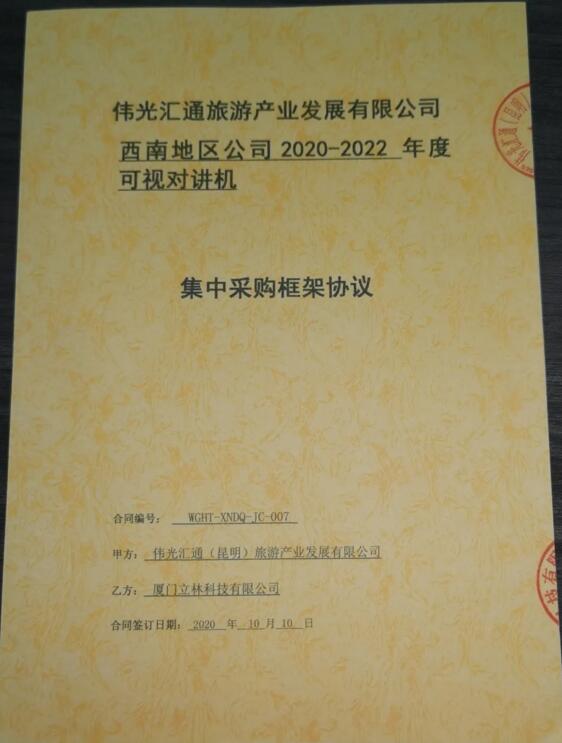 伟光汇通旅游产业发展有限公司
西南地区公司 2020-2022 年度
可视对讲机
集中采购框架协议
合同编号： WGHT-XNDQ-JC-007
甲方： 伟光汇通（昆明）旅游产业发展有限公司
乙方： 厦门立林科技有限公司
合同签订日期： 2020 年 10 月 10 日